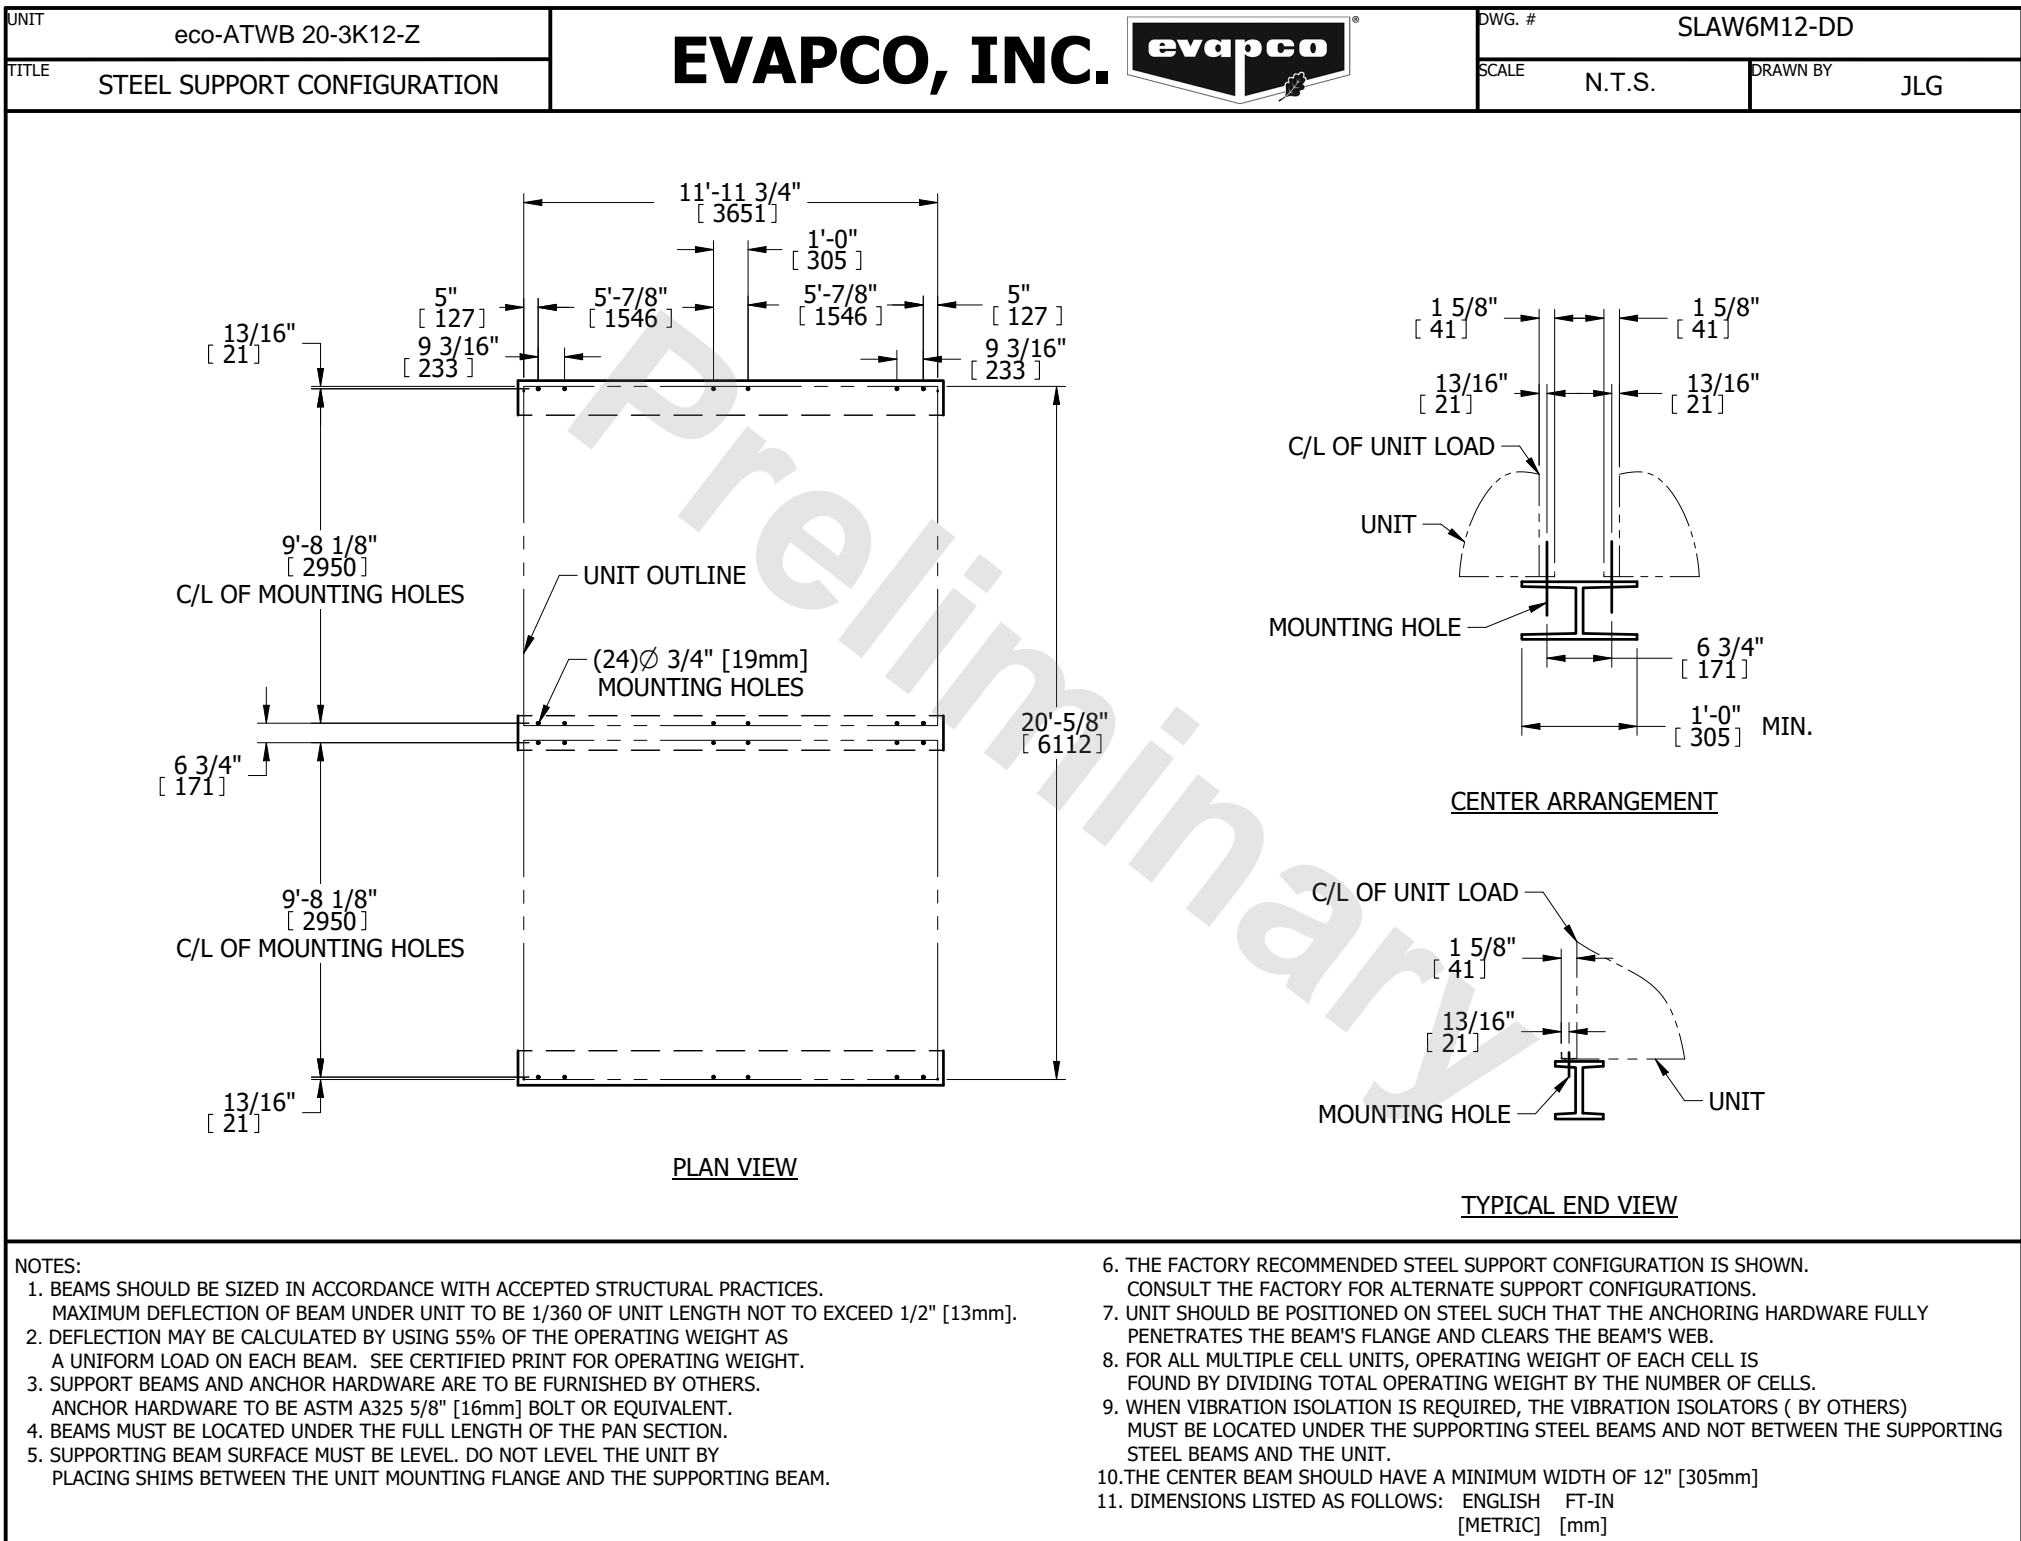 UNIT
eco-ATWB 20-3K12-Z
TITLE
STEEL SUPPORT CONFIGURATION
EVAPCO, INC.
evapco
®
DWG. #
SLAW6M12-DD
SCALE
N.T.S.
DRAWN BY
JLG
11'-11 3/4"
[ 3651]
1'-0"
[ 305 ]
5"
[ 127]
5'-7/8"
[ 1546 ]
5'-7/8"
[ 1546 ]
5"
[ 127 ]
13/16"
[ 21]
9 3/16"
[ 233 ]
9 3/16"
[ 233 ]
9'-8 1/8"
[ 2950]
C/L OF MOUNTING HOLES
UNIT OUTLINE
(24)Ø 3/4" [19mm]
MOUNTING HOLES
6 3/4"
[ 171]
20'-5/8"
[ 6112]
9'-8 1/8"
[ 2950]
C/L OF MOUNTING HOLES
13/16"
[ 21]
PLAN VIEW
1 5/8"
[ 41]
1 5/8"
[ 41]
13/16"
[ 21]
13/16"
[ 21]
C/L OF UNIT LOAD
UNIT
MOUNTING HOLE
6 3/4"
[ 171]
1'-0"
[ 305] MIN.
CENTER ARRANGEMENT
C/L OF UNIT LOAD
1 5/8"
[ 41]
13/16"
[ 21]
MOUNTING HOLE
UNIT
TYPICAL END VIEW
Preliminary
NOTES:
1. BEAMS SHOULD BE SIZED IN ACCORDANCE WITH ACCEPTED STRUCTURAL PRACTICES.
MAXIMUM DEFLECTION OF BEAM UNDER UNIT TO BE 1/360 OF UNIT LENGTH NOT TO EXCEED 1/2" [13mm].
2. DEFLECTION MAY BE CALCULATED BY USING 55% OF THE OPERATING WEIGHT AS
A UNIFORM LOAD ON EACH BEAM. SEE CERTIFIED PRINT FOR OPERATING WEIGHT.
3. SUPPORT BEAMS AND ANCHOR HARDWARE ARE TO BE FURNISHED BY OTHERS.
ANCHOR HARDWARE TO BE ASTM A325 5/8" [16mm] BOLT OR EQUIVALENT.
4. BEAMS MUST BE LOCATED UNDER THE FULL LENGTH OF THE PAN SECTION.
5. SUPPORTING BEAM SURFACE MUST BE LEVEL. DO NOT LEVEL THE UNIT BY
PLACING SHIMS BETWEEN THE UNIT MOUNTING FLANGE AND THE SUPPORTING BEAM.
6. THE FACTORY RECOMMENDED STEEL SUPPORT CONFIGURATION IS SHOWN.
CONSULT THE FACTORY FOR ALTERNATE SUPPORT CONFIGURATIONS.
7. UNIT SHOULD BE POSITIONED ON STEEL SUCH THAT THE ANCHORING HARDWARE FULLY
PENETRATES THE BEAM'S FLANGE AND CLEARS THE BEAM'S WEB.
8. FOR ALL MULTIPLE CELL UNITS, OPERATING WEIGHT OF EACH CELL IS
FOUND BY DIVIDING TOTAL OPERATING WEIGHT BY THE NUMBER OF CELLS.
9. WHEN VIBRATION ISOLATION IS REQUIRED, THE VIBRATION ISOLATORS ( BY OTHERS)
MUST BE LOCATED UNDER THE SUPPORTING STEEL BEAMS AND NOT BETWEEN THE SUPPORTING
STEEL BEAMS AND THE UNIT.
10.THE CENTER BEAM SHOULD HAVE A MINIMUM WIDTH OF 12" [305mm]
11. DIMENSIONS LISTED AS FOLLOWS: ENGLISH FT-IN
[METRIC] [mm]